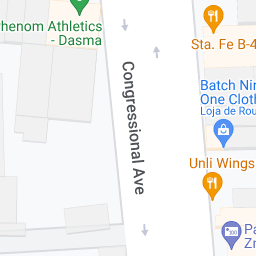 henom Athletics
- Dasma
Sta. Fe B-4
Congressional Ave
Batch Nin
One Cloth
Loja de Rou
Unli Wings
Pa
Zn